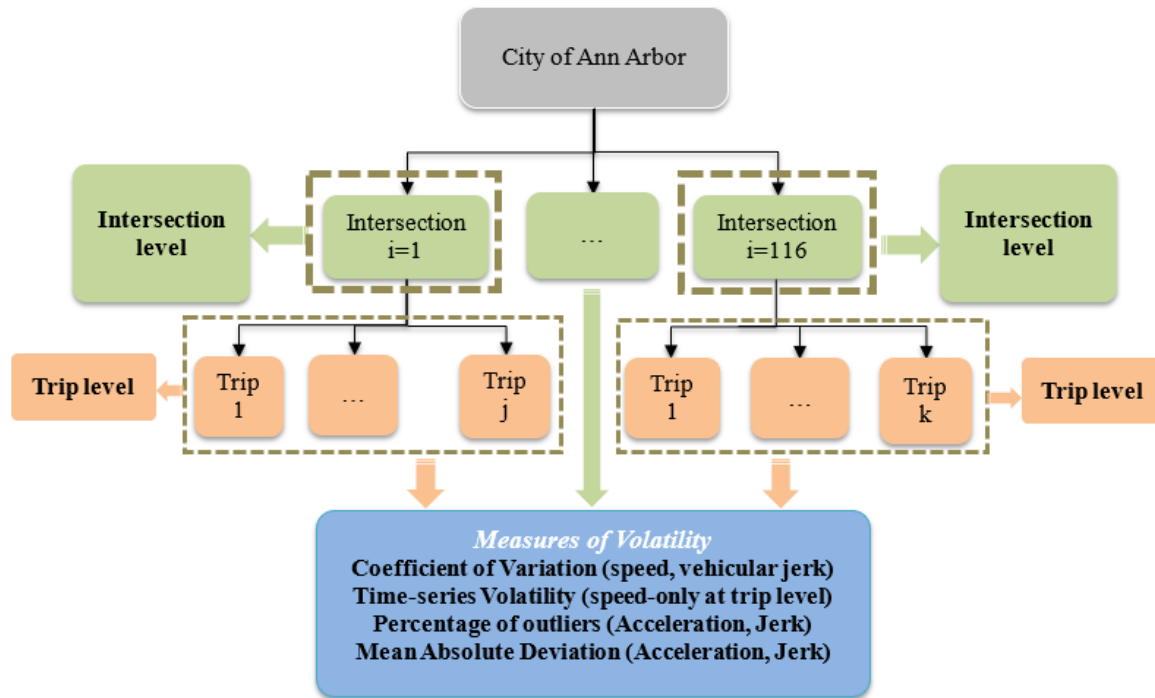 City of Ann Arbor
Intersection
level
Intersection
i=1
...
Intersection
i=116
Intersection
level
Trip level
Trip
1
...
Trip
j
Trip
1
...
Trip
k
Trip level
Measures of Volatility
Coefficient of Variation (speed, vehicular jerk)
Time-series Volatility (speed-only at trip level)
Percentage of outliers (Acceleration, Jerk)
Mean Absolute Deviation (Acceleration, Jerk)